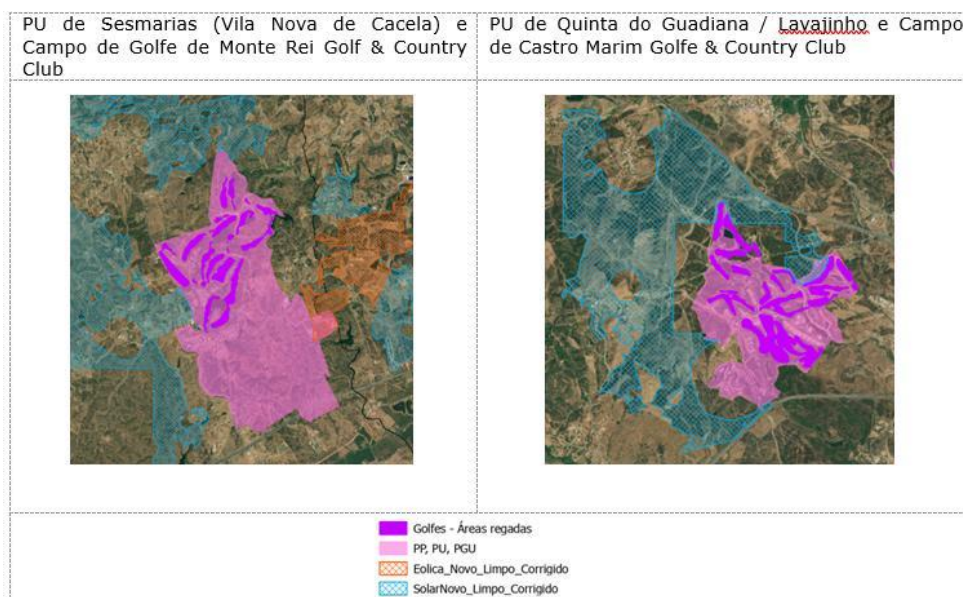 PU de Sesmarias (Vila Nova de Cacela) e
Campo de Golfe de Monte Rei Golf & Country
Club
PU de Quinta do Guadiana / Lavajinho e Campo
de Castro Marim Golfe & Country Club
Golfes - Áreas regadas
PP, PU, PGU
Eolica_Novo_Limpo_Corrigido
SolarNovo_Limpo_Corrigido